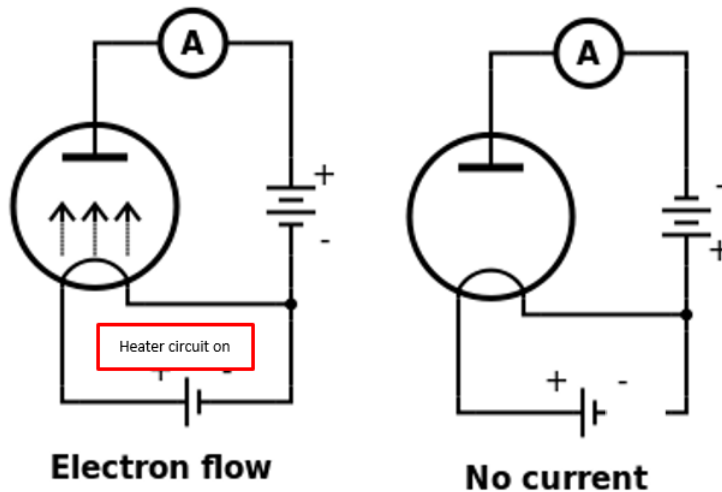 A
A
+
-
-
+
Heater circuit on
+
-
+
-
Electron flow
No current